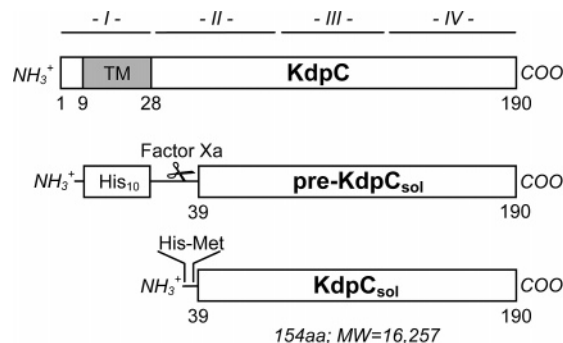 - I - - II - - III - - IV -
NH3+ TM KdpC COO
1 9 28 190
Factor Xa
NH3+ His10 pre-KdpCsol COO
39 190
His-Met
NH3+ KdpCsol COO
39 190
154aa; MW=16,257